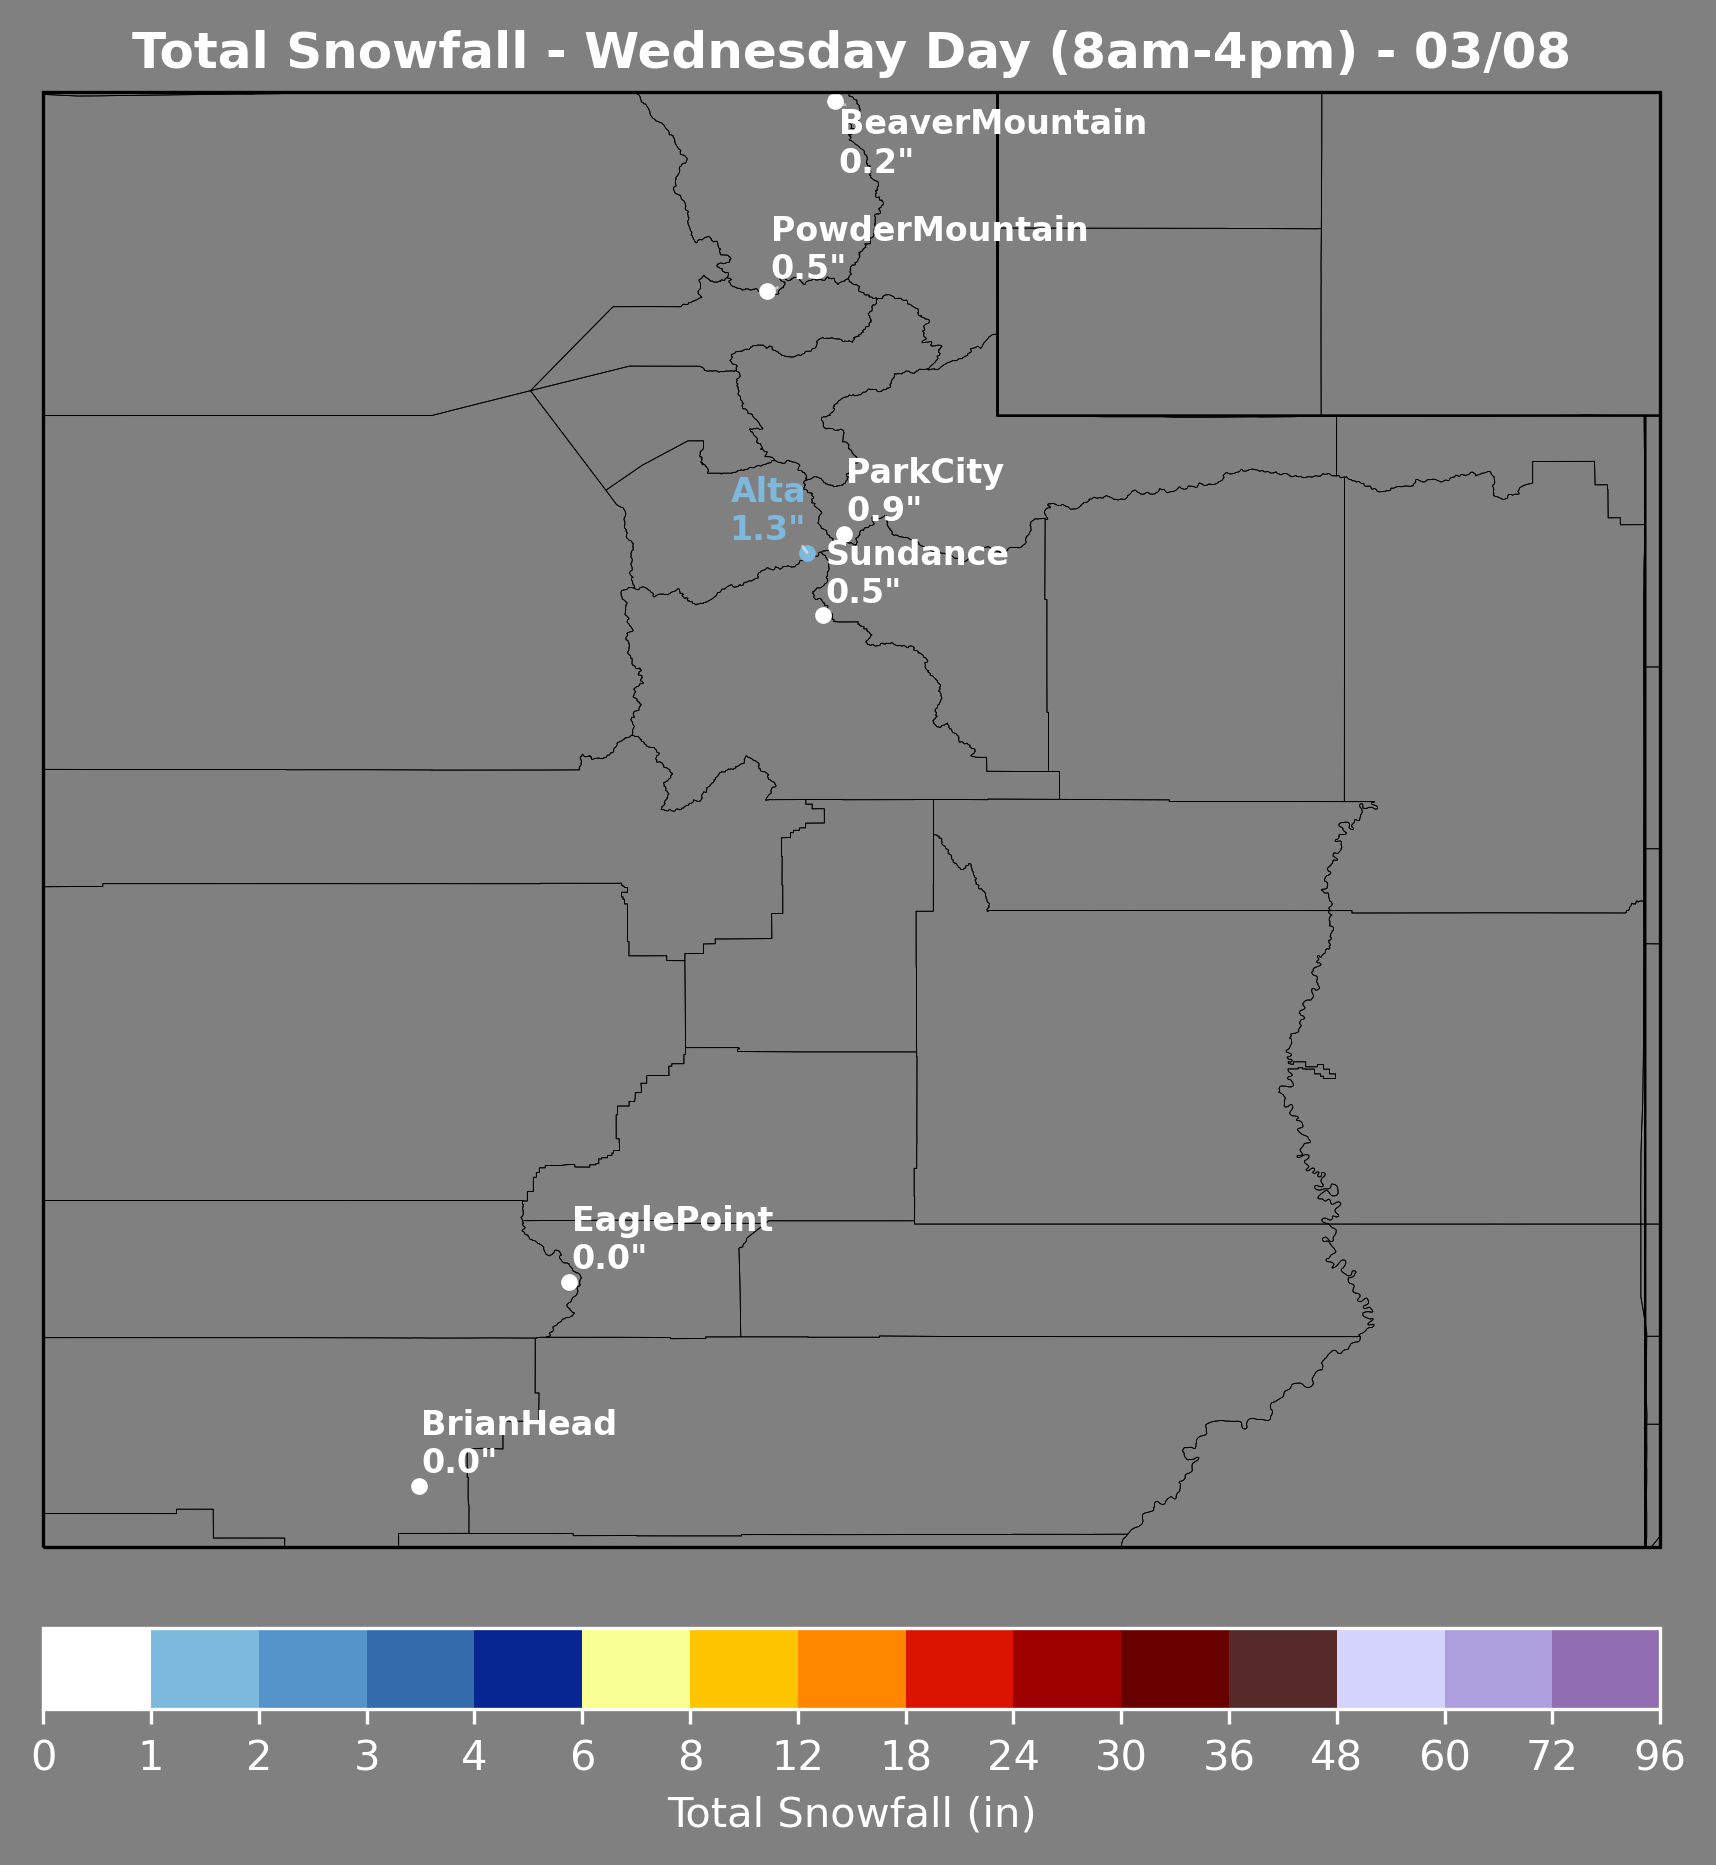 Total Snowfall - Wednesday Day (8am-4pm) - 03/08
BeaverMountain
0.2"
PowderMountain
0.5"
ParkCity
0.9"
Alta
1.3"
Sundance
0.5"
EaglePoint
0.0"
BrianHead
0.0"
0 1 2 3 4 6 8 12 18 24 30 36 48 60 72 96
Total Snowfall (in)